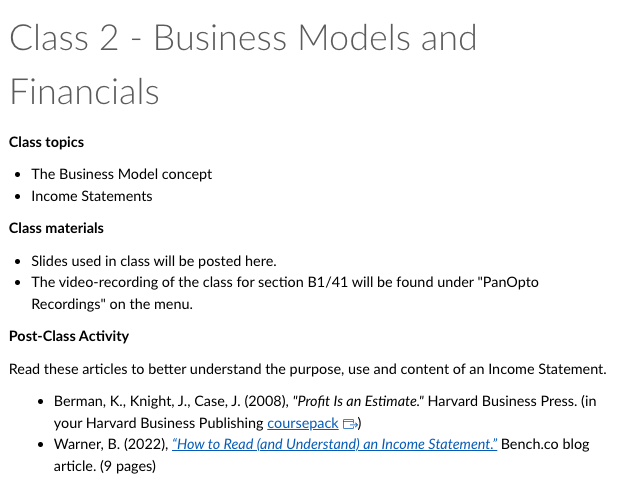 Class 2 - Business Models and
Financials
Class topics
• The Business Model concept
• Income Statements
Class materials
• Slides used in class will be posted here.
• The video-recording of the class for section B1/41 will be found under "PanOpto
Recordings" on the menu.
Post-Class Activity
Read these articles to better understand the purpose, use and content of an Income Statement.
• Berman, K., Knight, J., Case, J. (2008), "Profit Is an Estimate." Harvard Business Press. (in
your Harvard Business Publishing coursepack)
• Warner, B. (2022), “How to Read (and Understand) an Income Statement.” Bench.co blog
article. (9 pages)